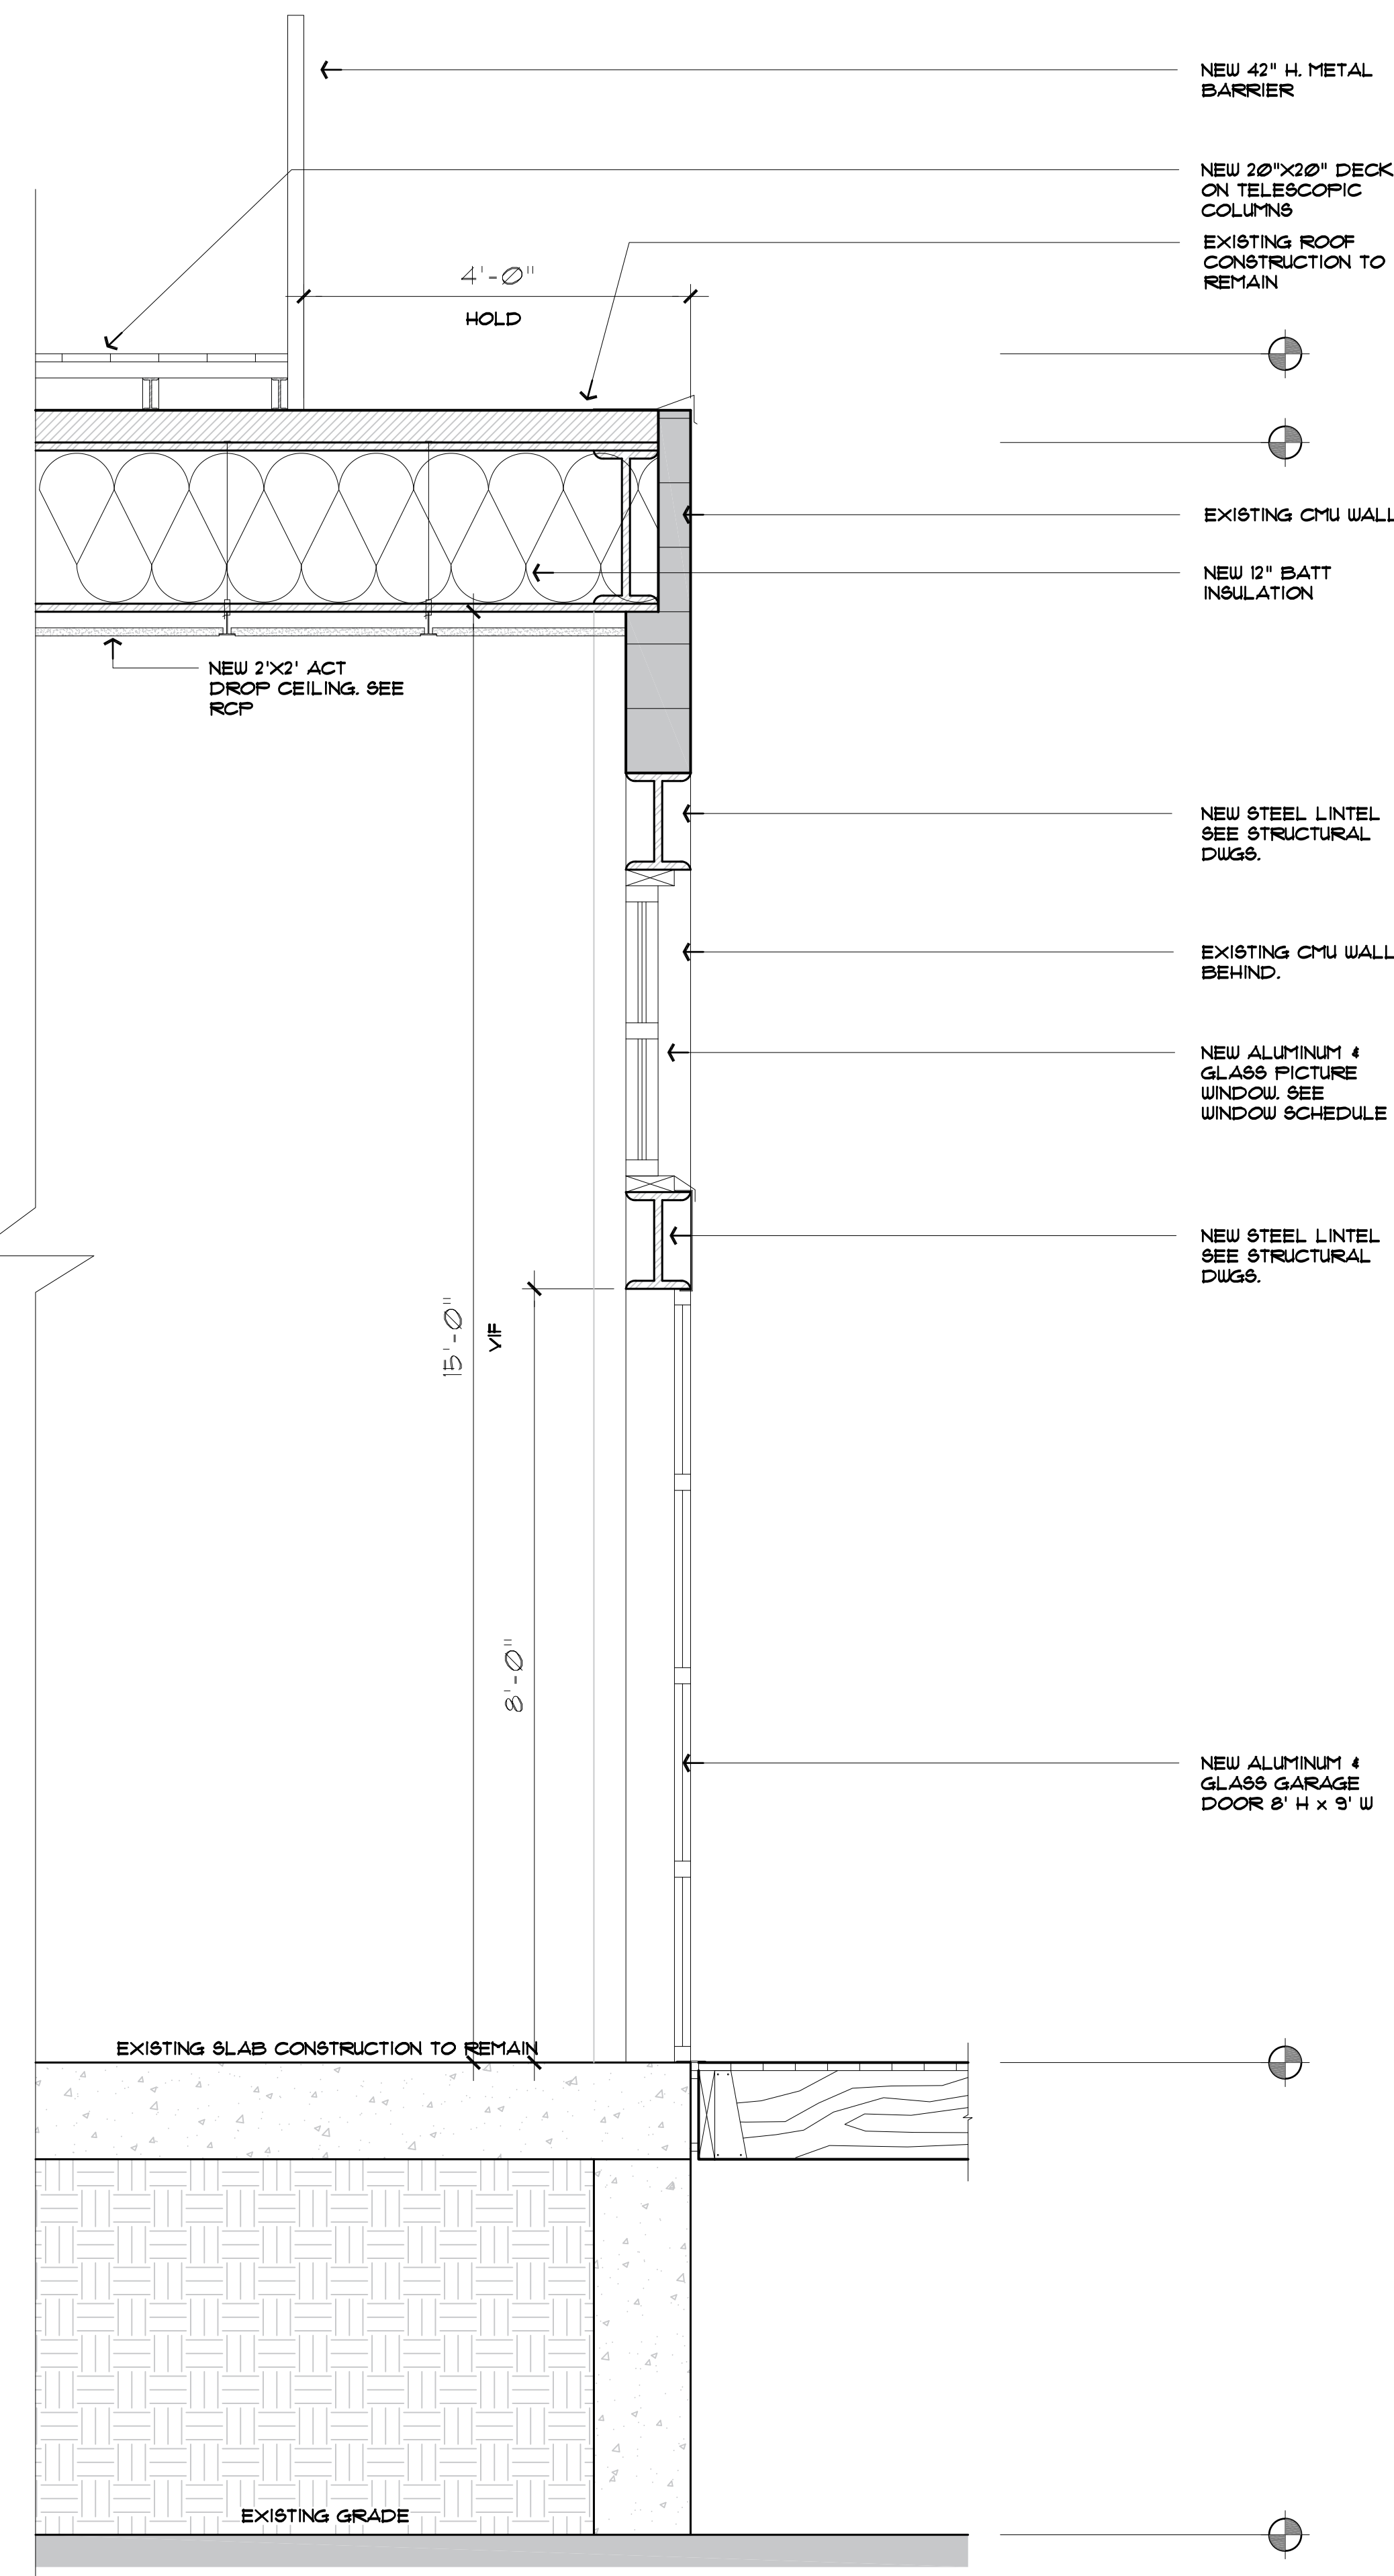 NEW 42" H. METAL
BARRIER
NEW 20"X20" DECK
ON TELESCOPIC
COLUMNS
EXISTING ROOF
CONSTRUCTION TO
REMAIN
4'-0"
HOLD
EXISTING CMU WALL
NEW 12" BATT
INSULATION
NEW 2'X2' ACT
DROP CEILING. SEE
RCP
NEW STEEL LINTEL
SEE STRUCTURAL
DWGS.
EXISTING CMU WALL
BEHIND.
NEW ALUMINUM &
GLASS PICTURE
WINDOW. SEE
WINDOW SCHEDULE
NEW STEEL LINTEL
SEE STRUCTURAL
DWGS.
15'-0"
VIF
8'-0"
NEW ALUMINUM &
GLASS GARAGE
DOOR 8' H x 9' W
EXISTING SLAB CONSTRUCTION TO REMAIN
EXISTING GRADE